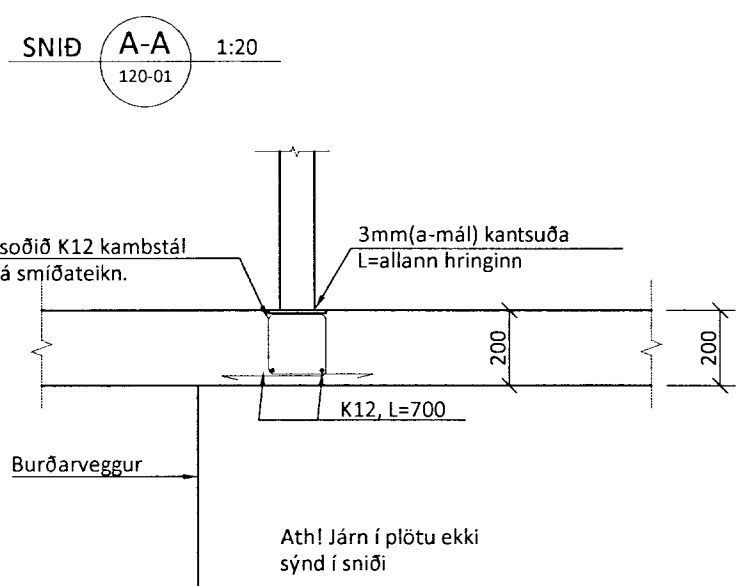 SNIÐ A-A 1:20
120-01
soðið K12 kambstál
á smíðateikn.
3mm(a-mál) kantsuða
L=allann hringinn
200
200
K12, L=700
Burðarveggur
Ath! Járn í plötu ekki
sýnd í sniði